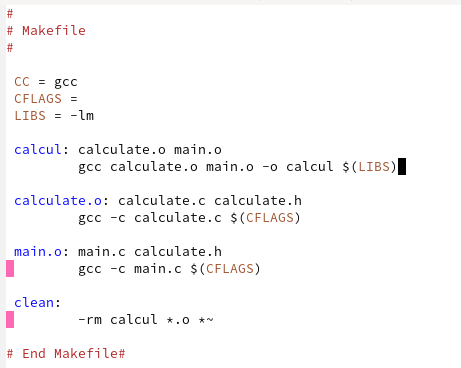 #
# Makefile
#
CC = gcc
CFLAGS =
LIBS = -lm
calcul: calculate.o main.o
gcc calculate.o main.o -o calcul $(LIBS)
calculate.o: calculate.c calculate.h
gcc -c calculate.c $(CFLAGS)
main.o: main.c calculate.h
gcc -c main.c $(CFLAGS)
clean:
-rm calcul *.o *~
# End Makefile#